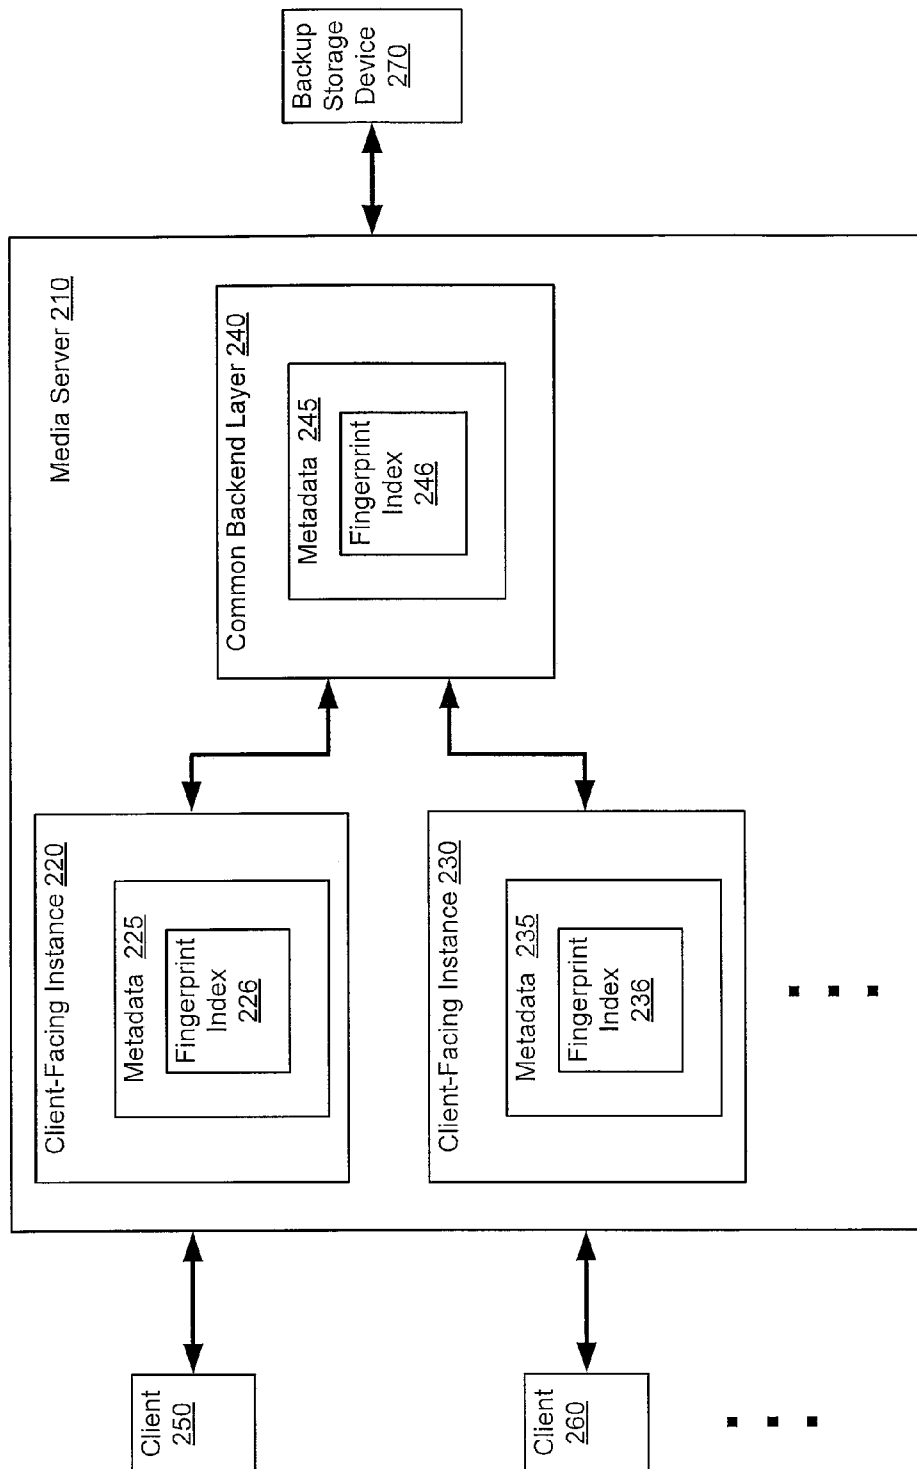 Media Server 210
Client-Facing Instance 220
Metadata 225
Fingerprint
Index
226
Client-Facing Instance 230
Metadata 235
Fingerprint
Index
236
Common Backend Layer 240
Metadata 245
Fingerprint
Index
246
Client
250
Client
260
Backup
Storage
Device
270